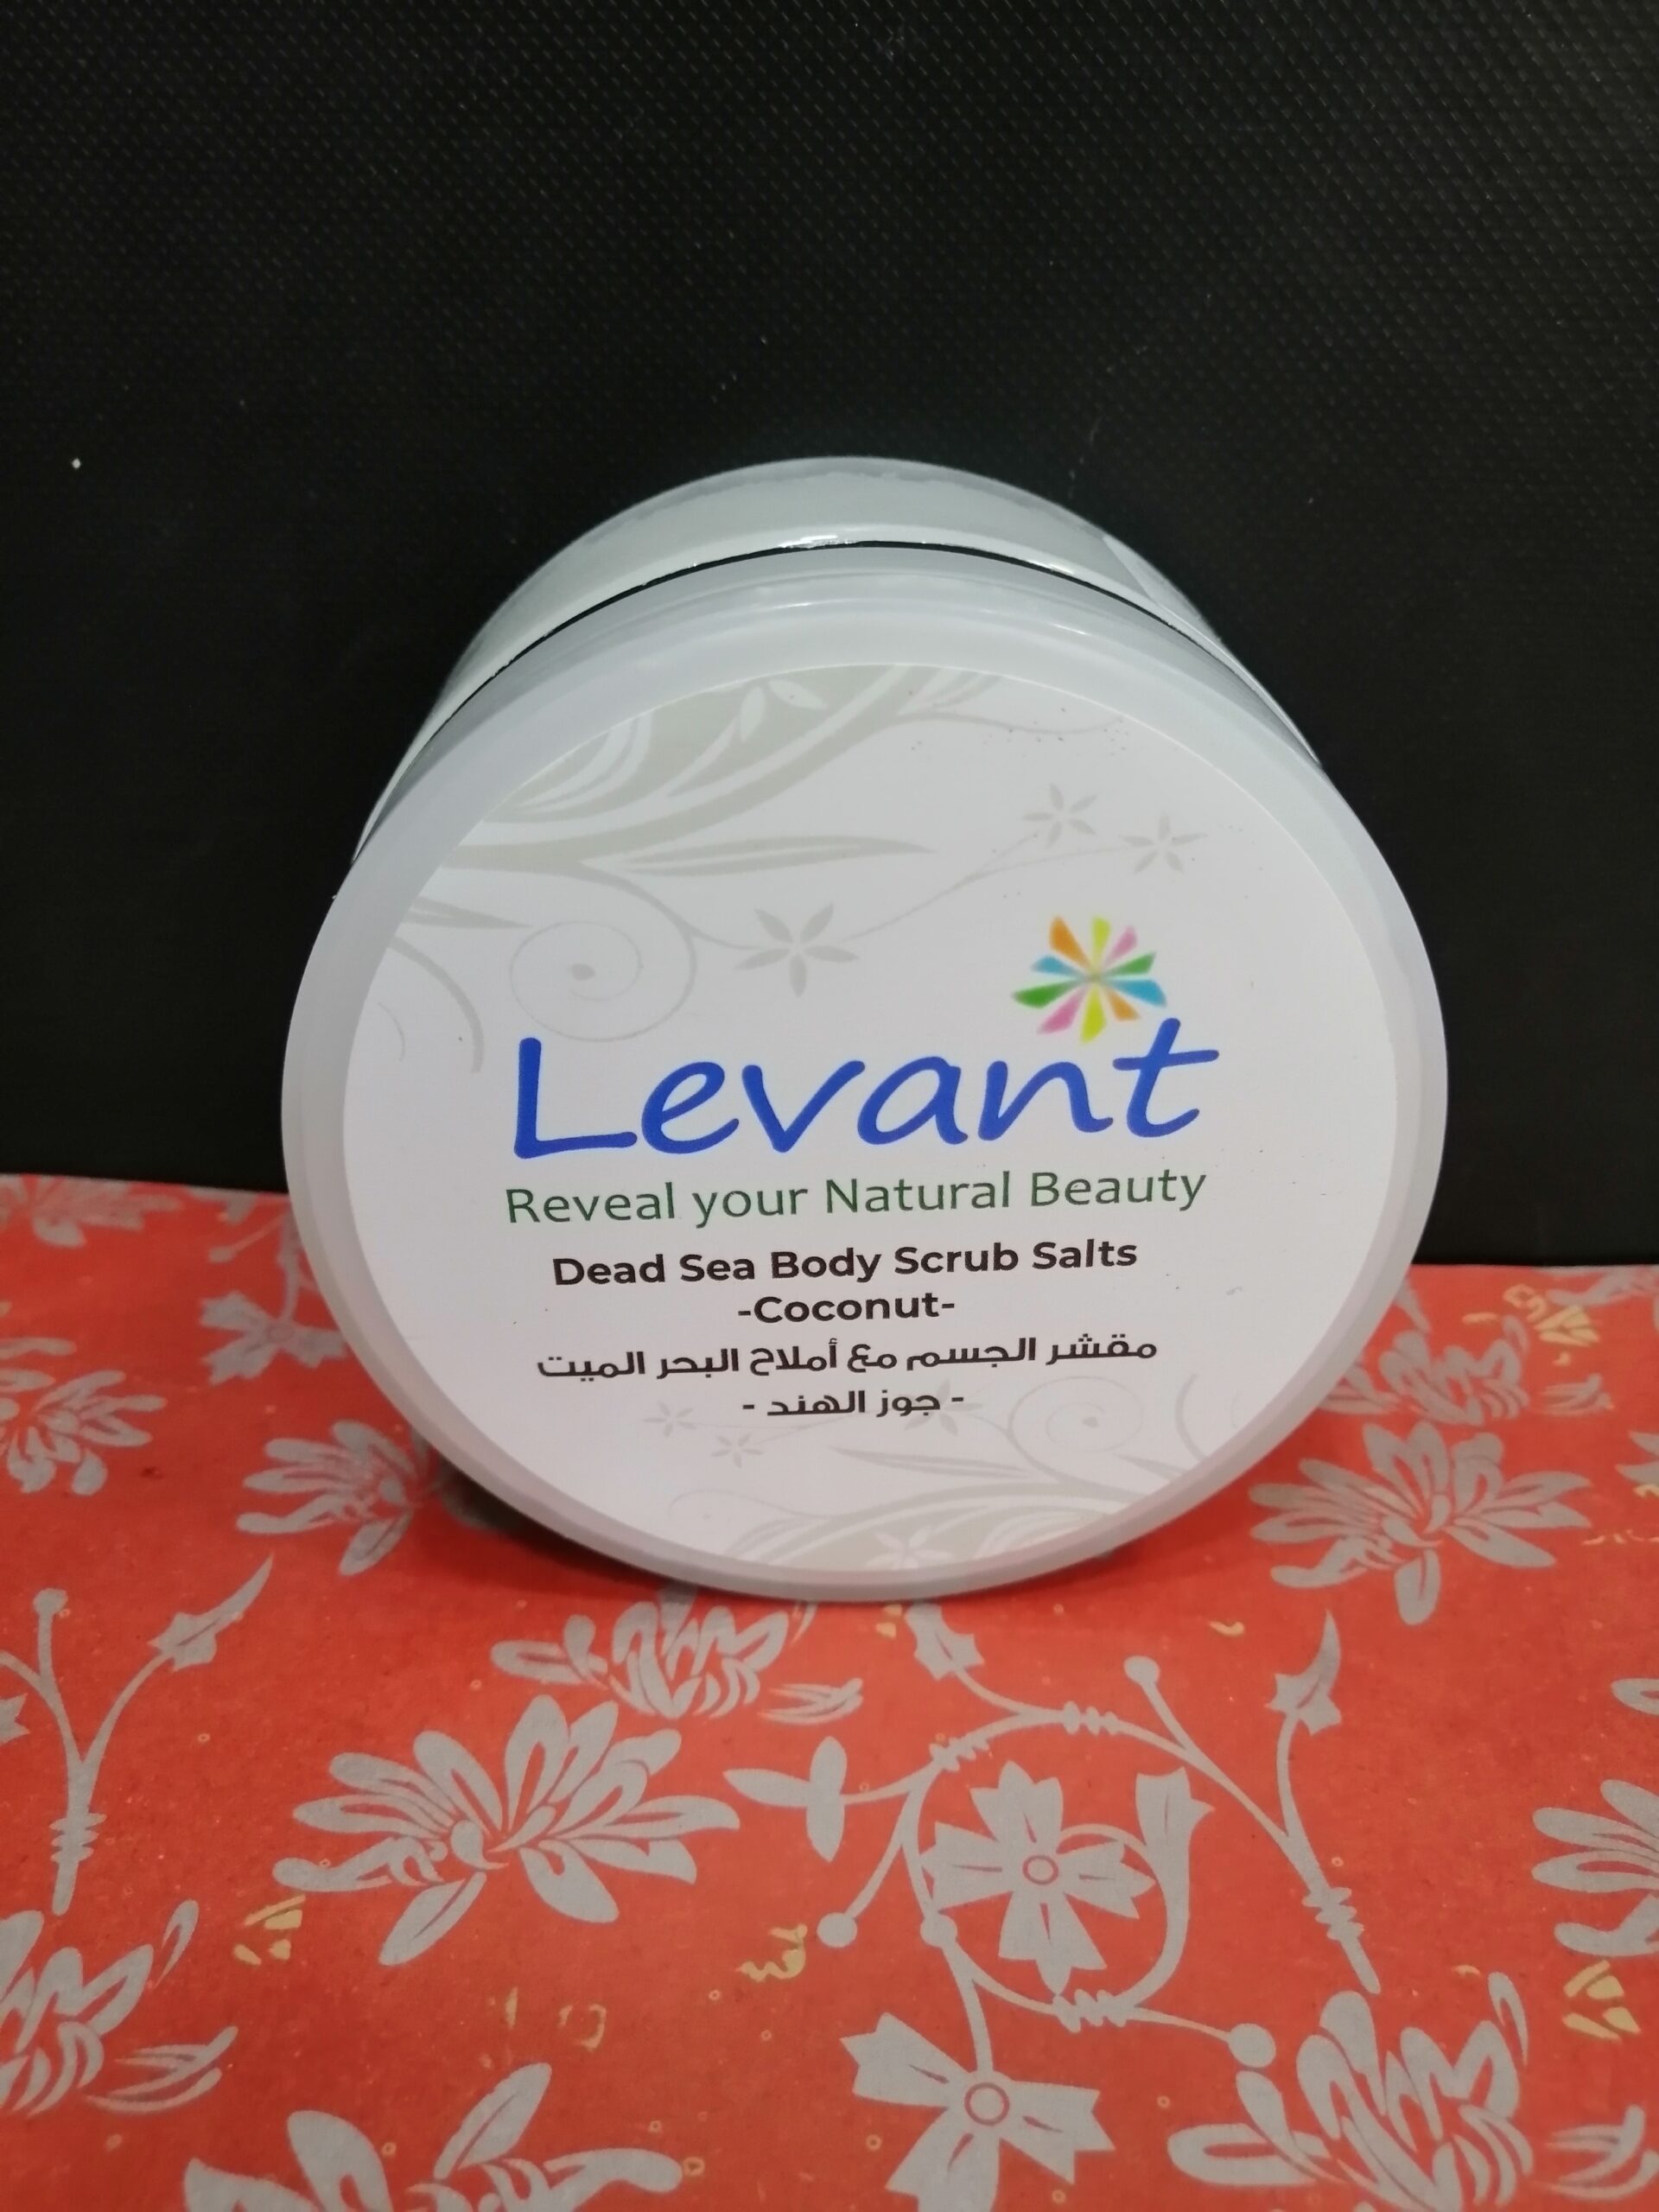 Levant
Reveal your Natural Beauty
Dead Sea Body Scrub Salts
-Coconut-
مقشر الجسم مع أملاح البحر الميت
- جوز الهند -